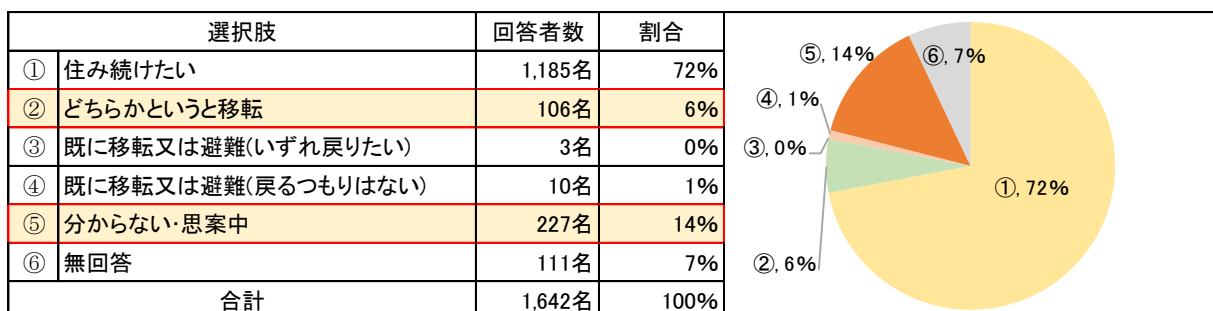 選択肢 回答者数 割合
① 住み続けたい 1,185名 72%
② どちらかというと移転 106名 6%
③ 既に移転又は避難(いずれ戻りたい) 3名 0%
④ 既に移転又は避難(戻るつもりはない) 10名 1%
⑤ 分からない・思案中 227名 14%
⑥ 無回答 111名 7%
合計 1,642名 100%
⑤, 14%
⑥, 7%
④, 1%
③, 0%
①, 72%
②, 6%